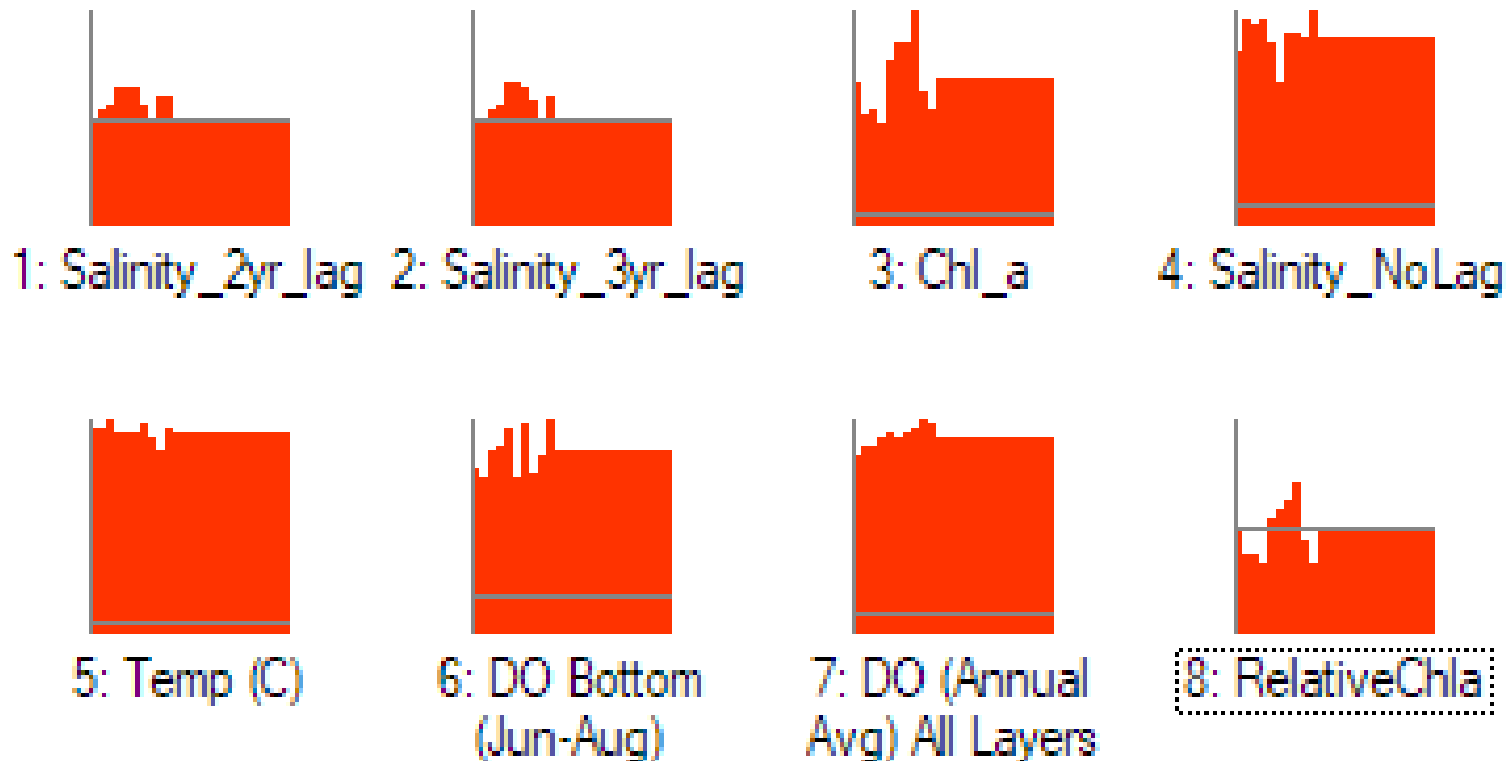 1: Salinity_2yr_lag
2: Salinity_3yr_lag
3: Chl_a
4: Salinity_NoLag
5: Temp (C)
6: DO Bottom
(Jun-Aug)
7: DO (Annual
Avg) All Layers
8: RelativeChla